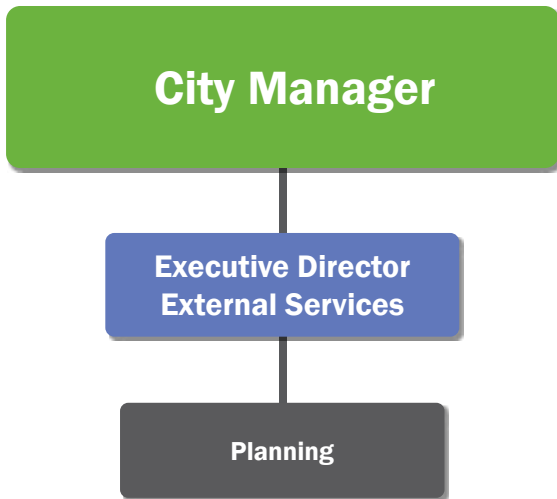 City Manager
Executive Director
External Services
Planning